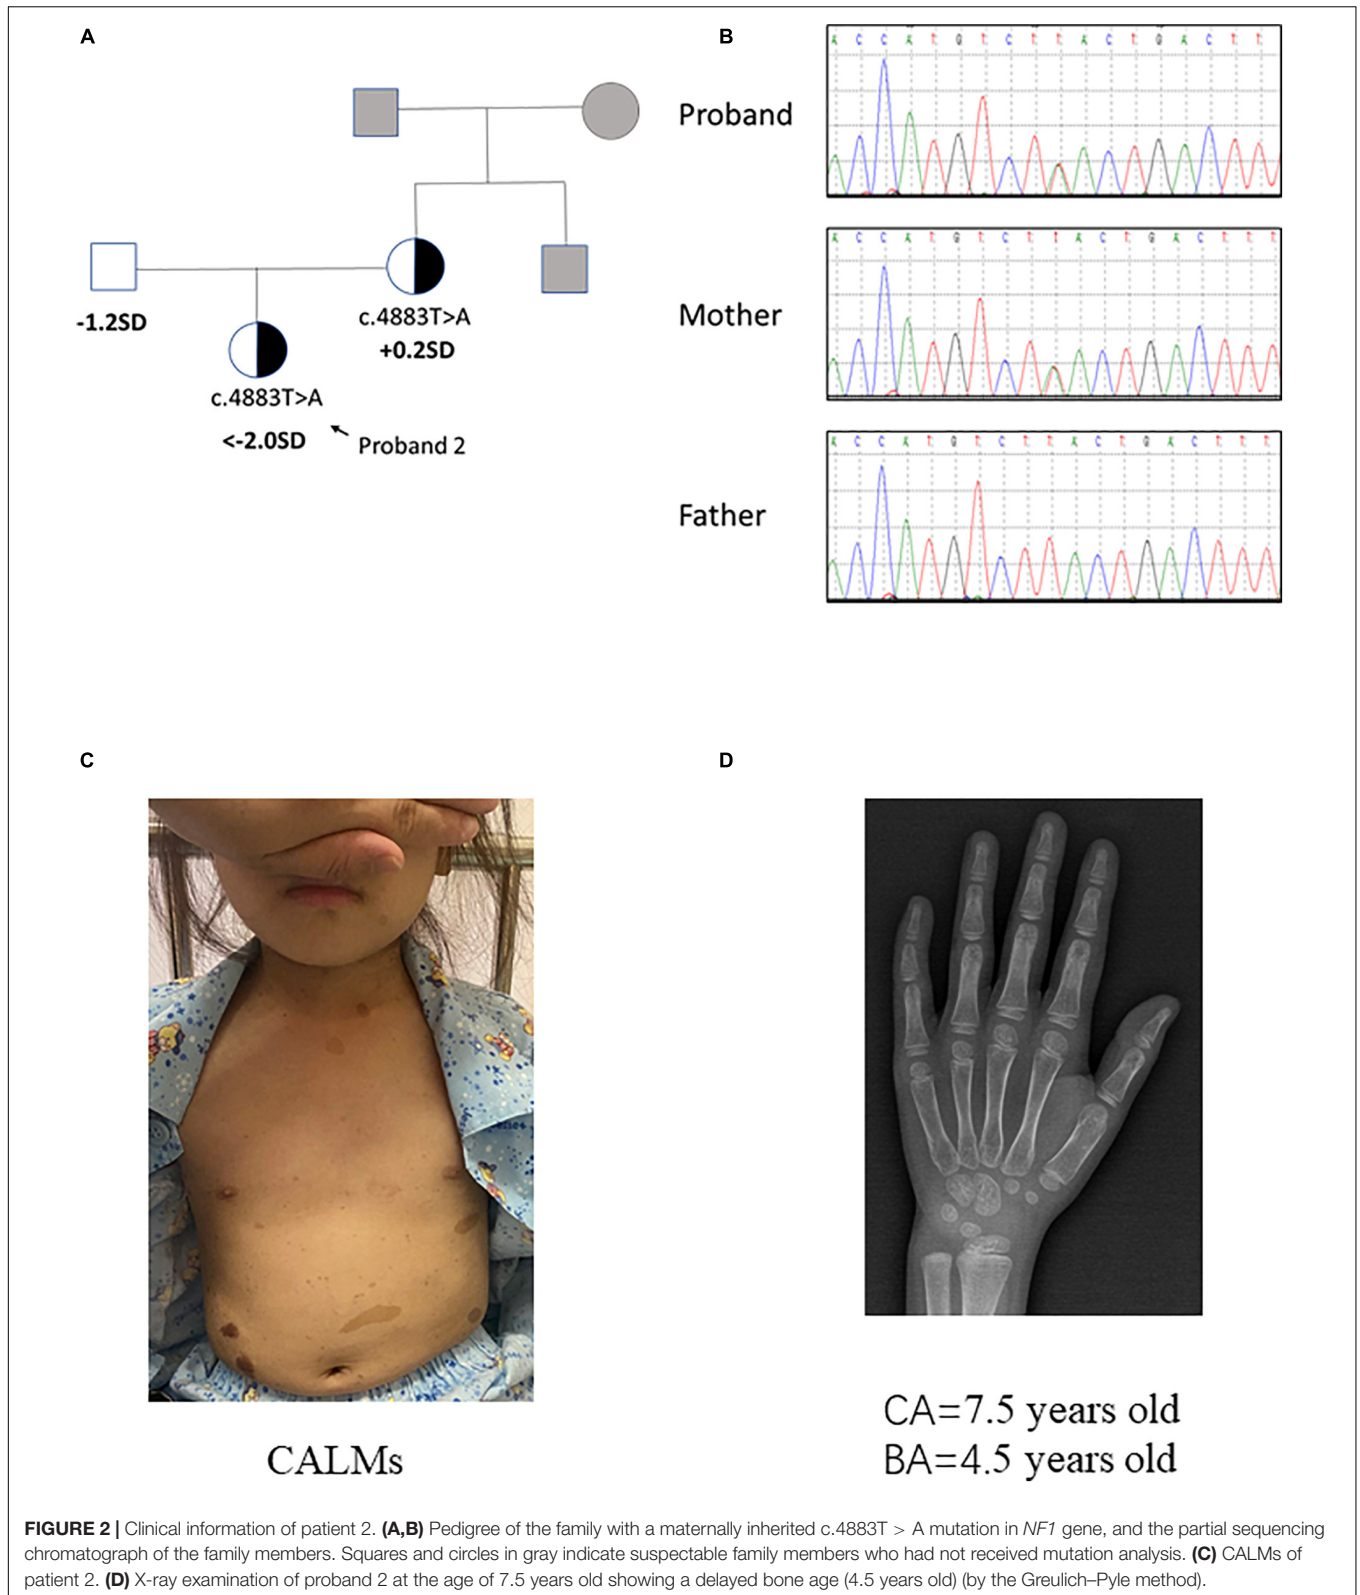 A
B
A C C A T G T C T T A C T G A C T T
Proband
A C C A T G T C T T A C T G A C T T T
Mother
-1.2SD
c.4883T>A
+0.2SD
c.4883T>A
<-2.0SD
Proband 2
A C C A T G T C T T A C T G A C T T T
Father
C
D
CALMs
CA=7.5 years old
BA=4.5 years old
FIGURE 2 | Clinical information of patient 2. (A,B) Pedigree of the family with a maternally inherited c.4883T > A mutation in NF1 gene, and the partial sequencing
chromatograph of the family members. Squares and circles in gray indicate suspectable family members who had not received mutation analysis. (C) CALMs of
patient 2. (D) X-ray examination of proband 2 at the age of 7.5 years old showing a delayed bone age (4.5 years old) (by the Greulich–Pyle method).